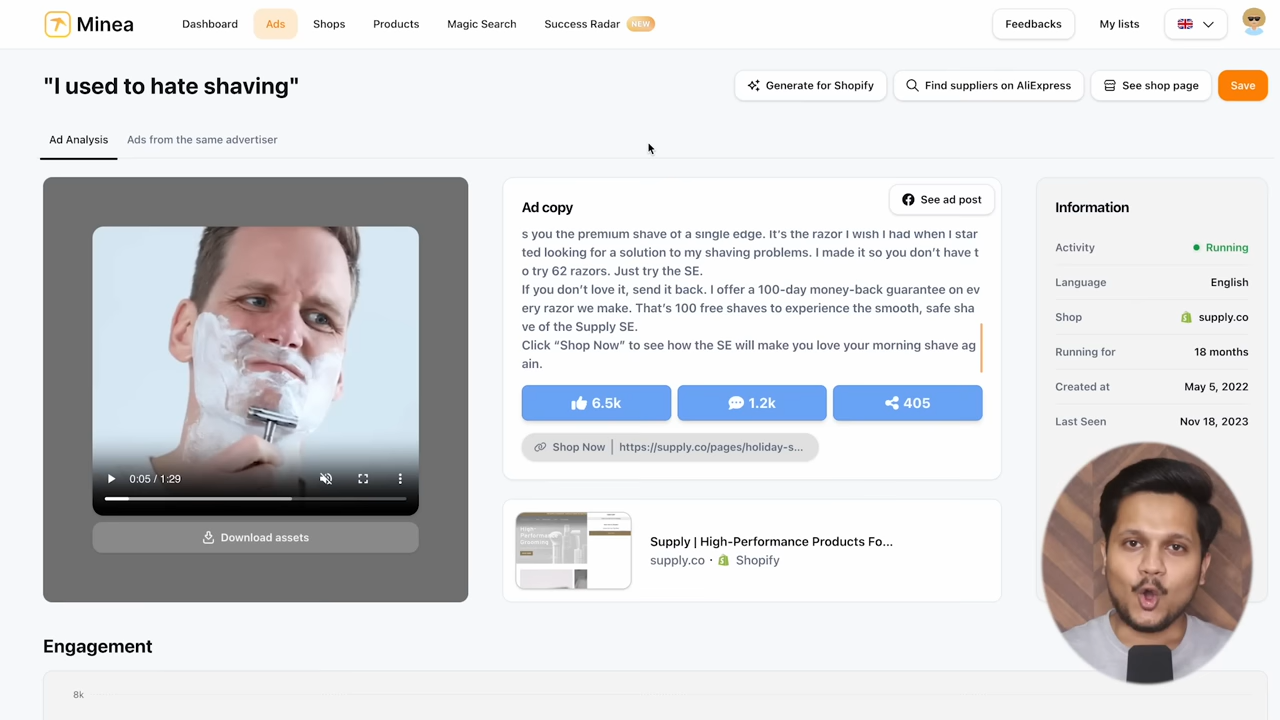 Minea
Dashboard
Ads
Shops
Products
Magic Search
Success Radar NEW
Feedbacks
My lists
"I used to hate shaving"
Generate for Shopify
Find suppliers on AliExpress
See shop page
Save
Ad Analysis
Ads from the same advertiser
0:05 / 1:29
Download assets
Ad copy
See ad post
s you the premium shave of a single edge. It's the razor I wish I had when I star
ted looking for a solution to my shaving problems. I made it so you don't have t
o try 62 razors. Just try the SE.
If you don't love it, send it back. I offer a 100-day money-back guarantee on ev
ery razor we make. That's 100 free shaves to experience the smooth, safe sha
ve of the Supply SE.
Click “Shop Now” to see how the SE will make you love your morning shave ag
ain.
6.5k
1.2k
405
Shop Now | https://supply.co/pages/holiday-s...
Supply | High-Performance Products Fo...
supply.co · Shopify
Information
Activity Running
Language English
Shop supply.co
Running for 18 months
Created at May 5, 2022
Last Seen Nov 18, 2023
Engagement
8k